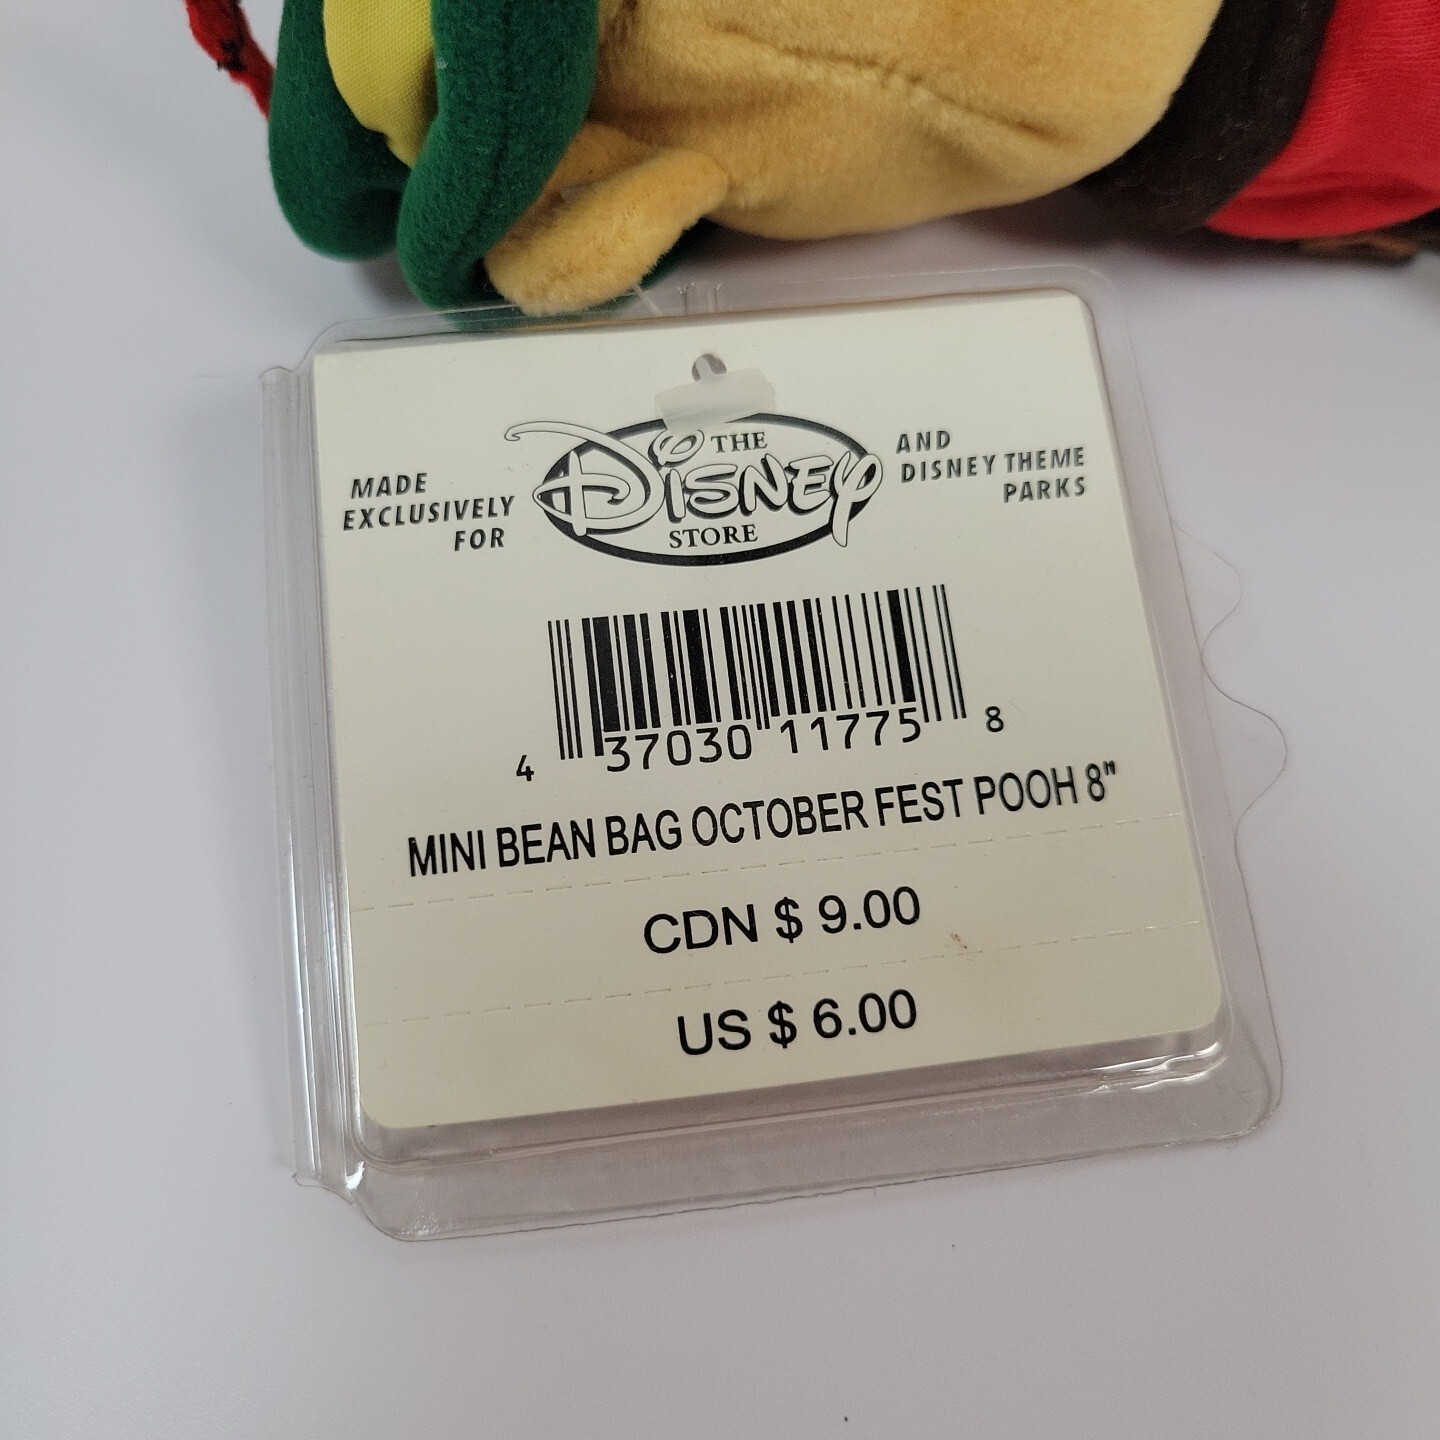 MADE
EXCLUSIVELY
FOR
THE
DISNEY
STORE
AND
DISNEY THEME
PARKS
4 37030 11775 8
MINI BEAN BAG OCTOBER FEST POOH 8"
CDN $ 9.00
US $ 6.00